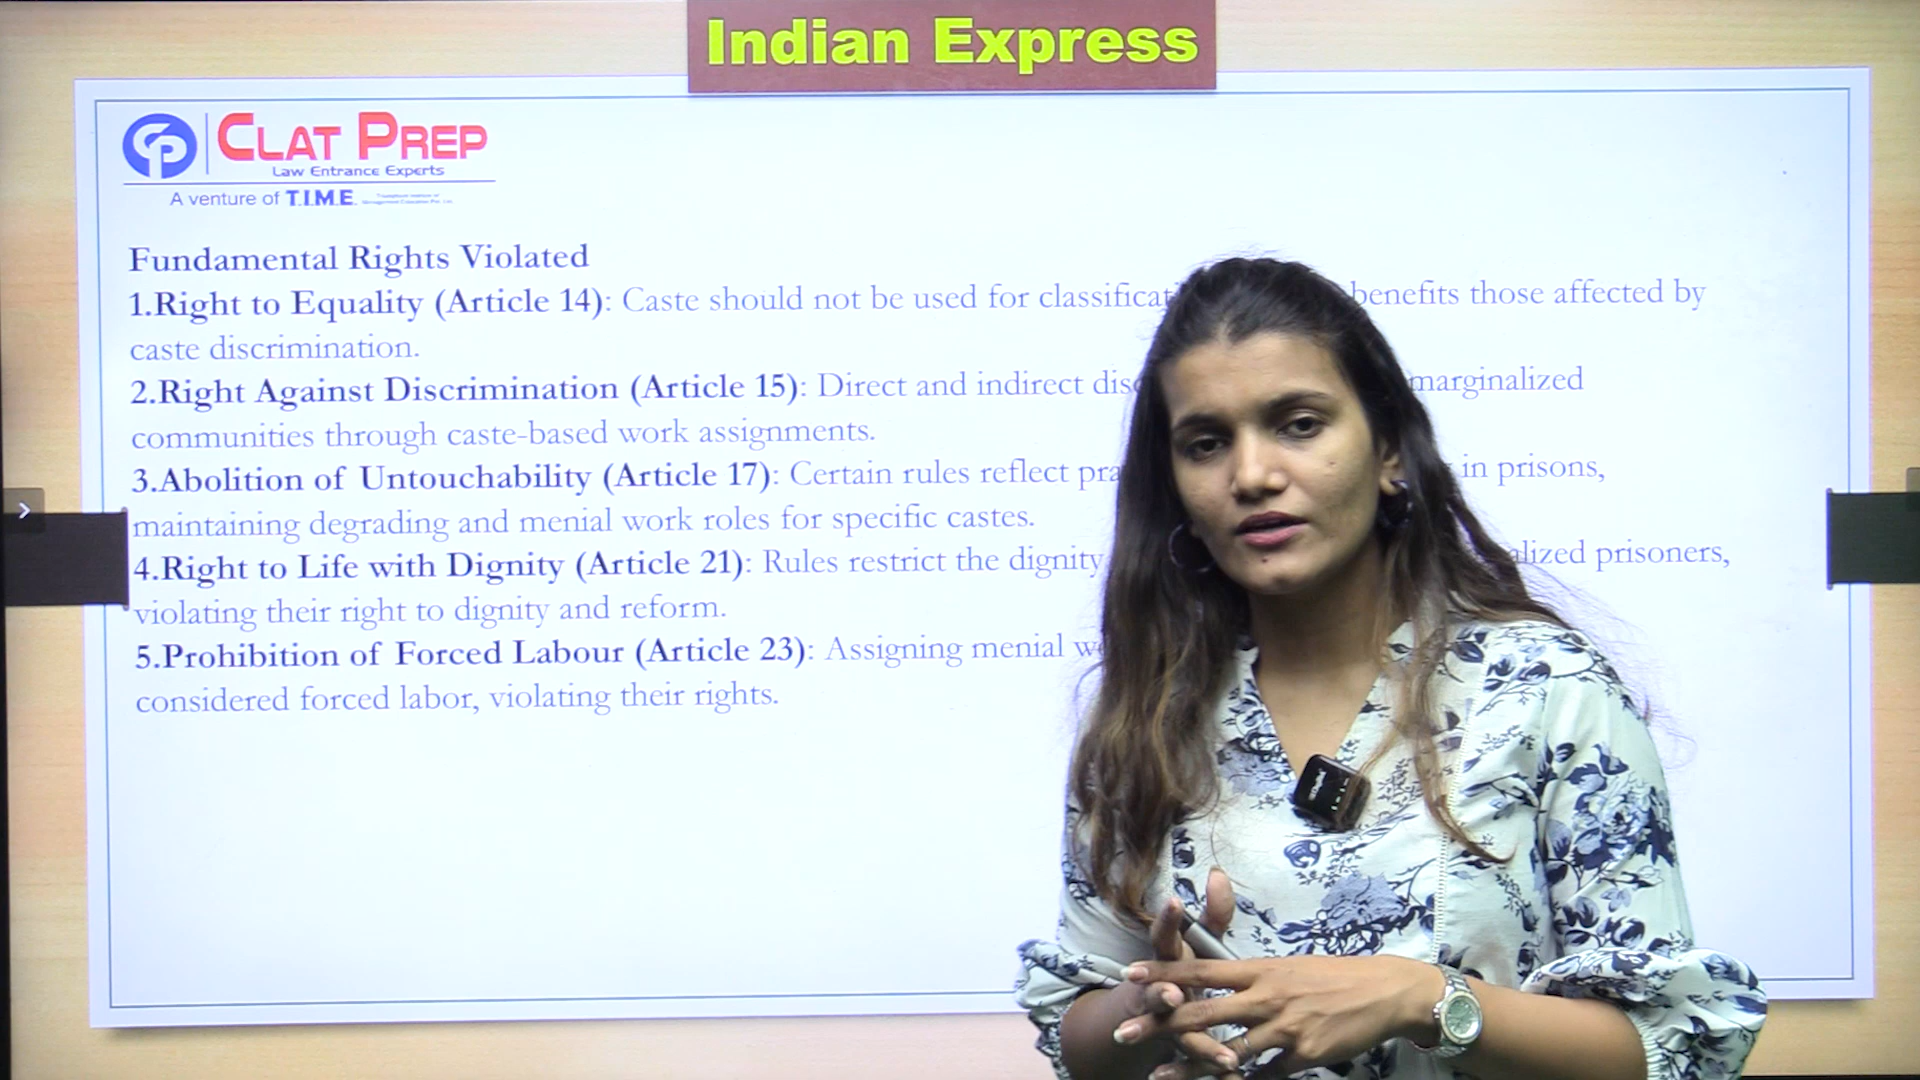 Indian Express
CLAT PREP
Law Entrance Experts
A venture of T.I.M.E.
Fundamental Rights Violated
1.Right to Equality (Article 14): Caste should not be used for benefits those affected by
caste discrimination.
2.Right Against Discrimination (Article 15): Direct and indirect marginalized
communities through caste-based work assignments.
3.Abolition of Untouchability (Article 17): Certain rules reflect in prisons,
maintaining degrading and menial work roles for specific castes.
4.Right to Life with Dignity (Article 21): Rules restrict the dignity prisoners,
violating their right to dignity and reform.
5.Prohibition of Forced Labour (Article 23): Assigning menial
considered forced labor, violating their rights.